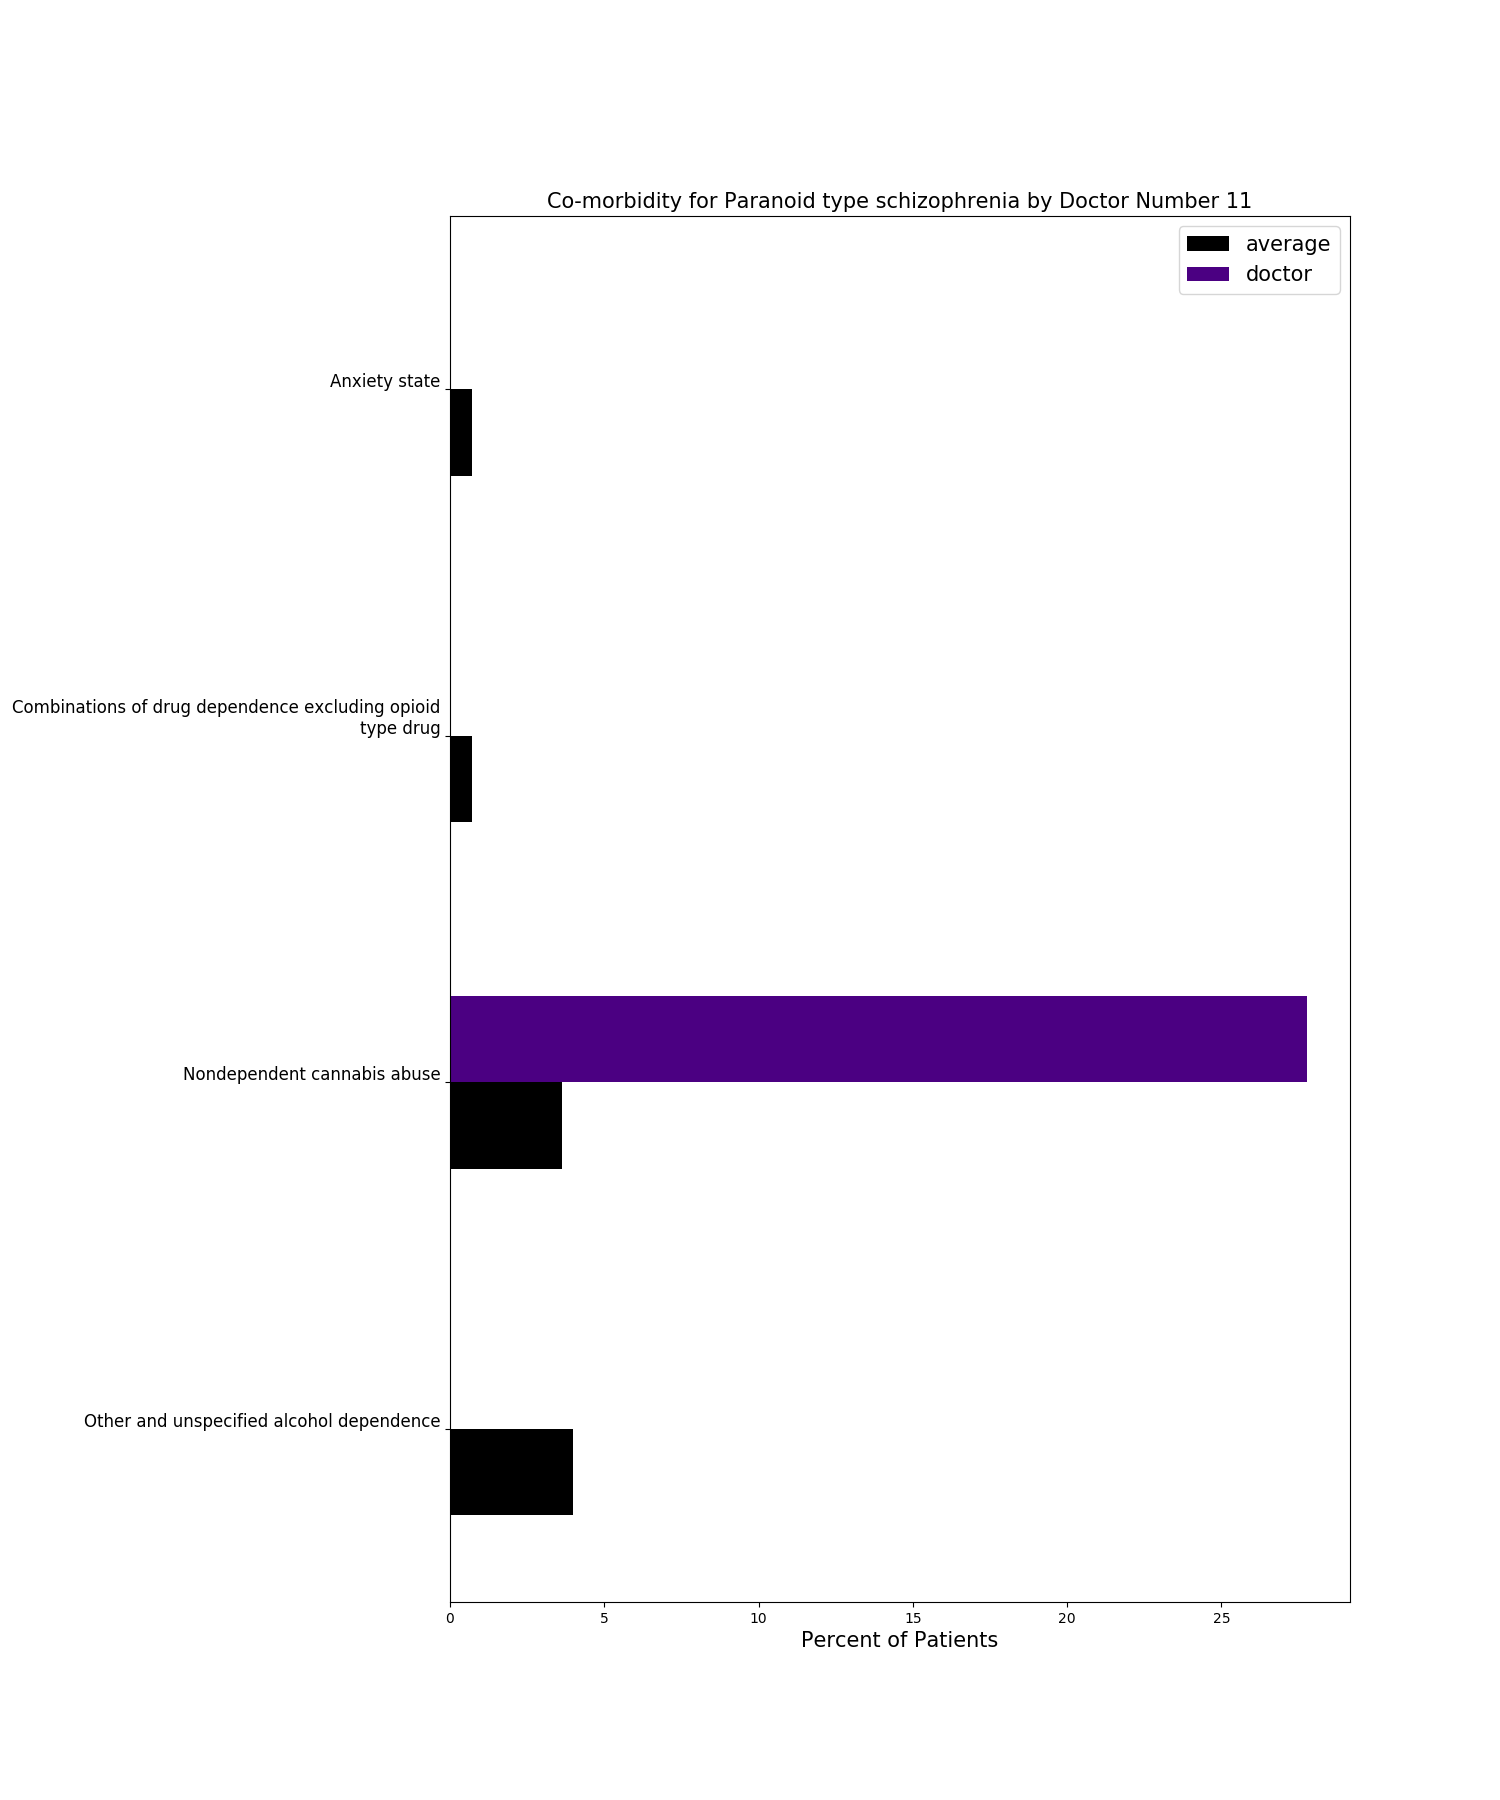 Co-morbidity for Paranoid type schizophrenia by Doctor Number 11
average
doctor
Anxiety state
Combinations of drug dependence excluding opioid
type drug
Nondependent cannabis abuse
Other and unspecified alcohol dependence
0 5 10 15 20 25
Percent of Patients